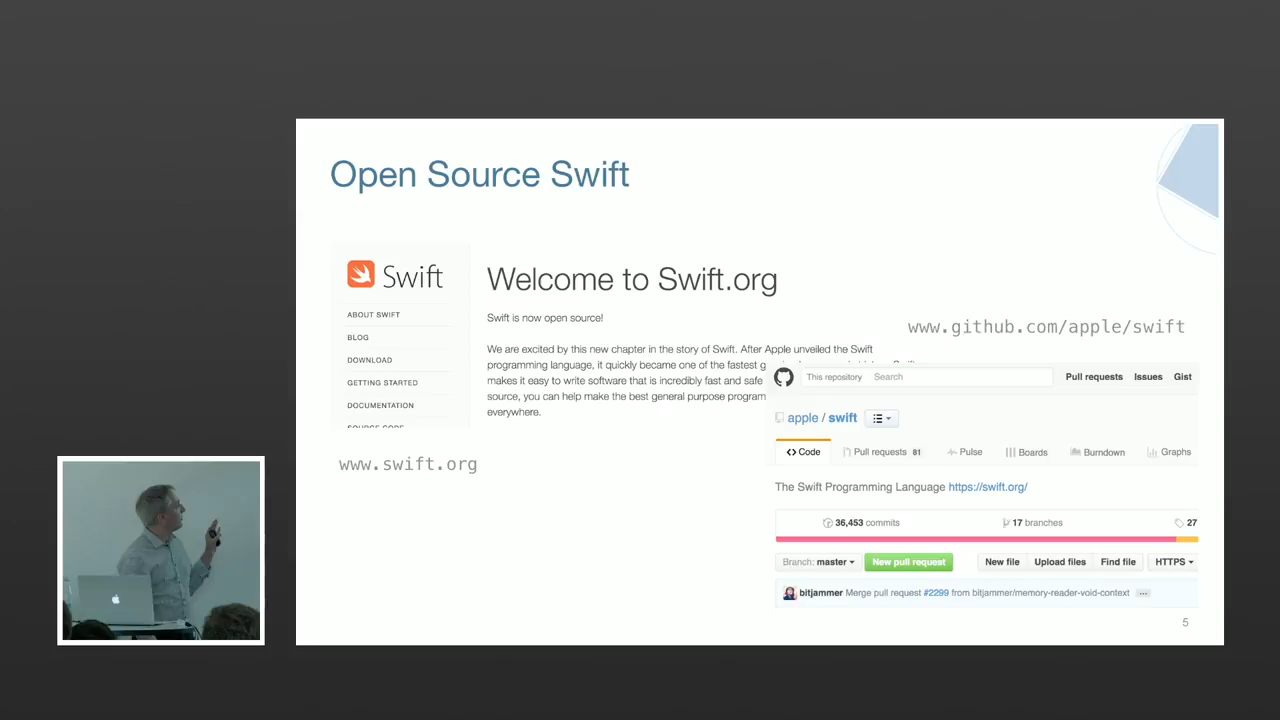 Open Source Swift
Swift
ABOUT SWIFT
BLOG
DOWNLOAD
GETTING STARTED
DOCUMENTATION
Welcome to Swift.org
Swift is now open source!
We are excited by this new chapter in the story of Swift. After Apple unveiled the Swift
programming language, it quickly became one of the fastest
makes it easy to write software that is incredibly fast and safe
source, you can help make the best general purpose program
everywhere.
www.swift.org
www.github.com/apple/swift
This repository Search
Pull requests Issues Gist
apple / swift
Code Pull requests 81 Pulse Boards Burndown Graphs
The Swift Programming Language https://swift.org/
36,453 commits 17 branches 27
Branch: master New pull request New file Upload files Find file HTTPS
bitjammer Merge pull request #2299 from bitjammer/memory-reader-void-context ...
5